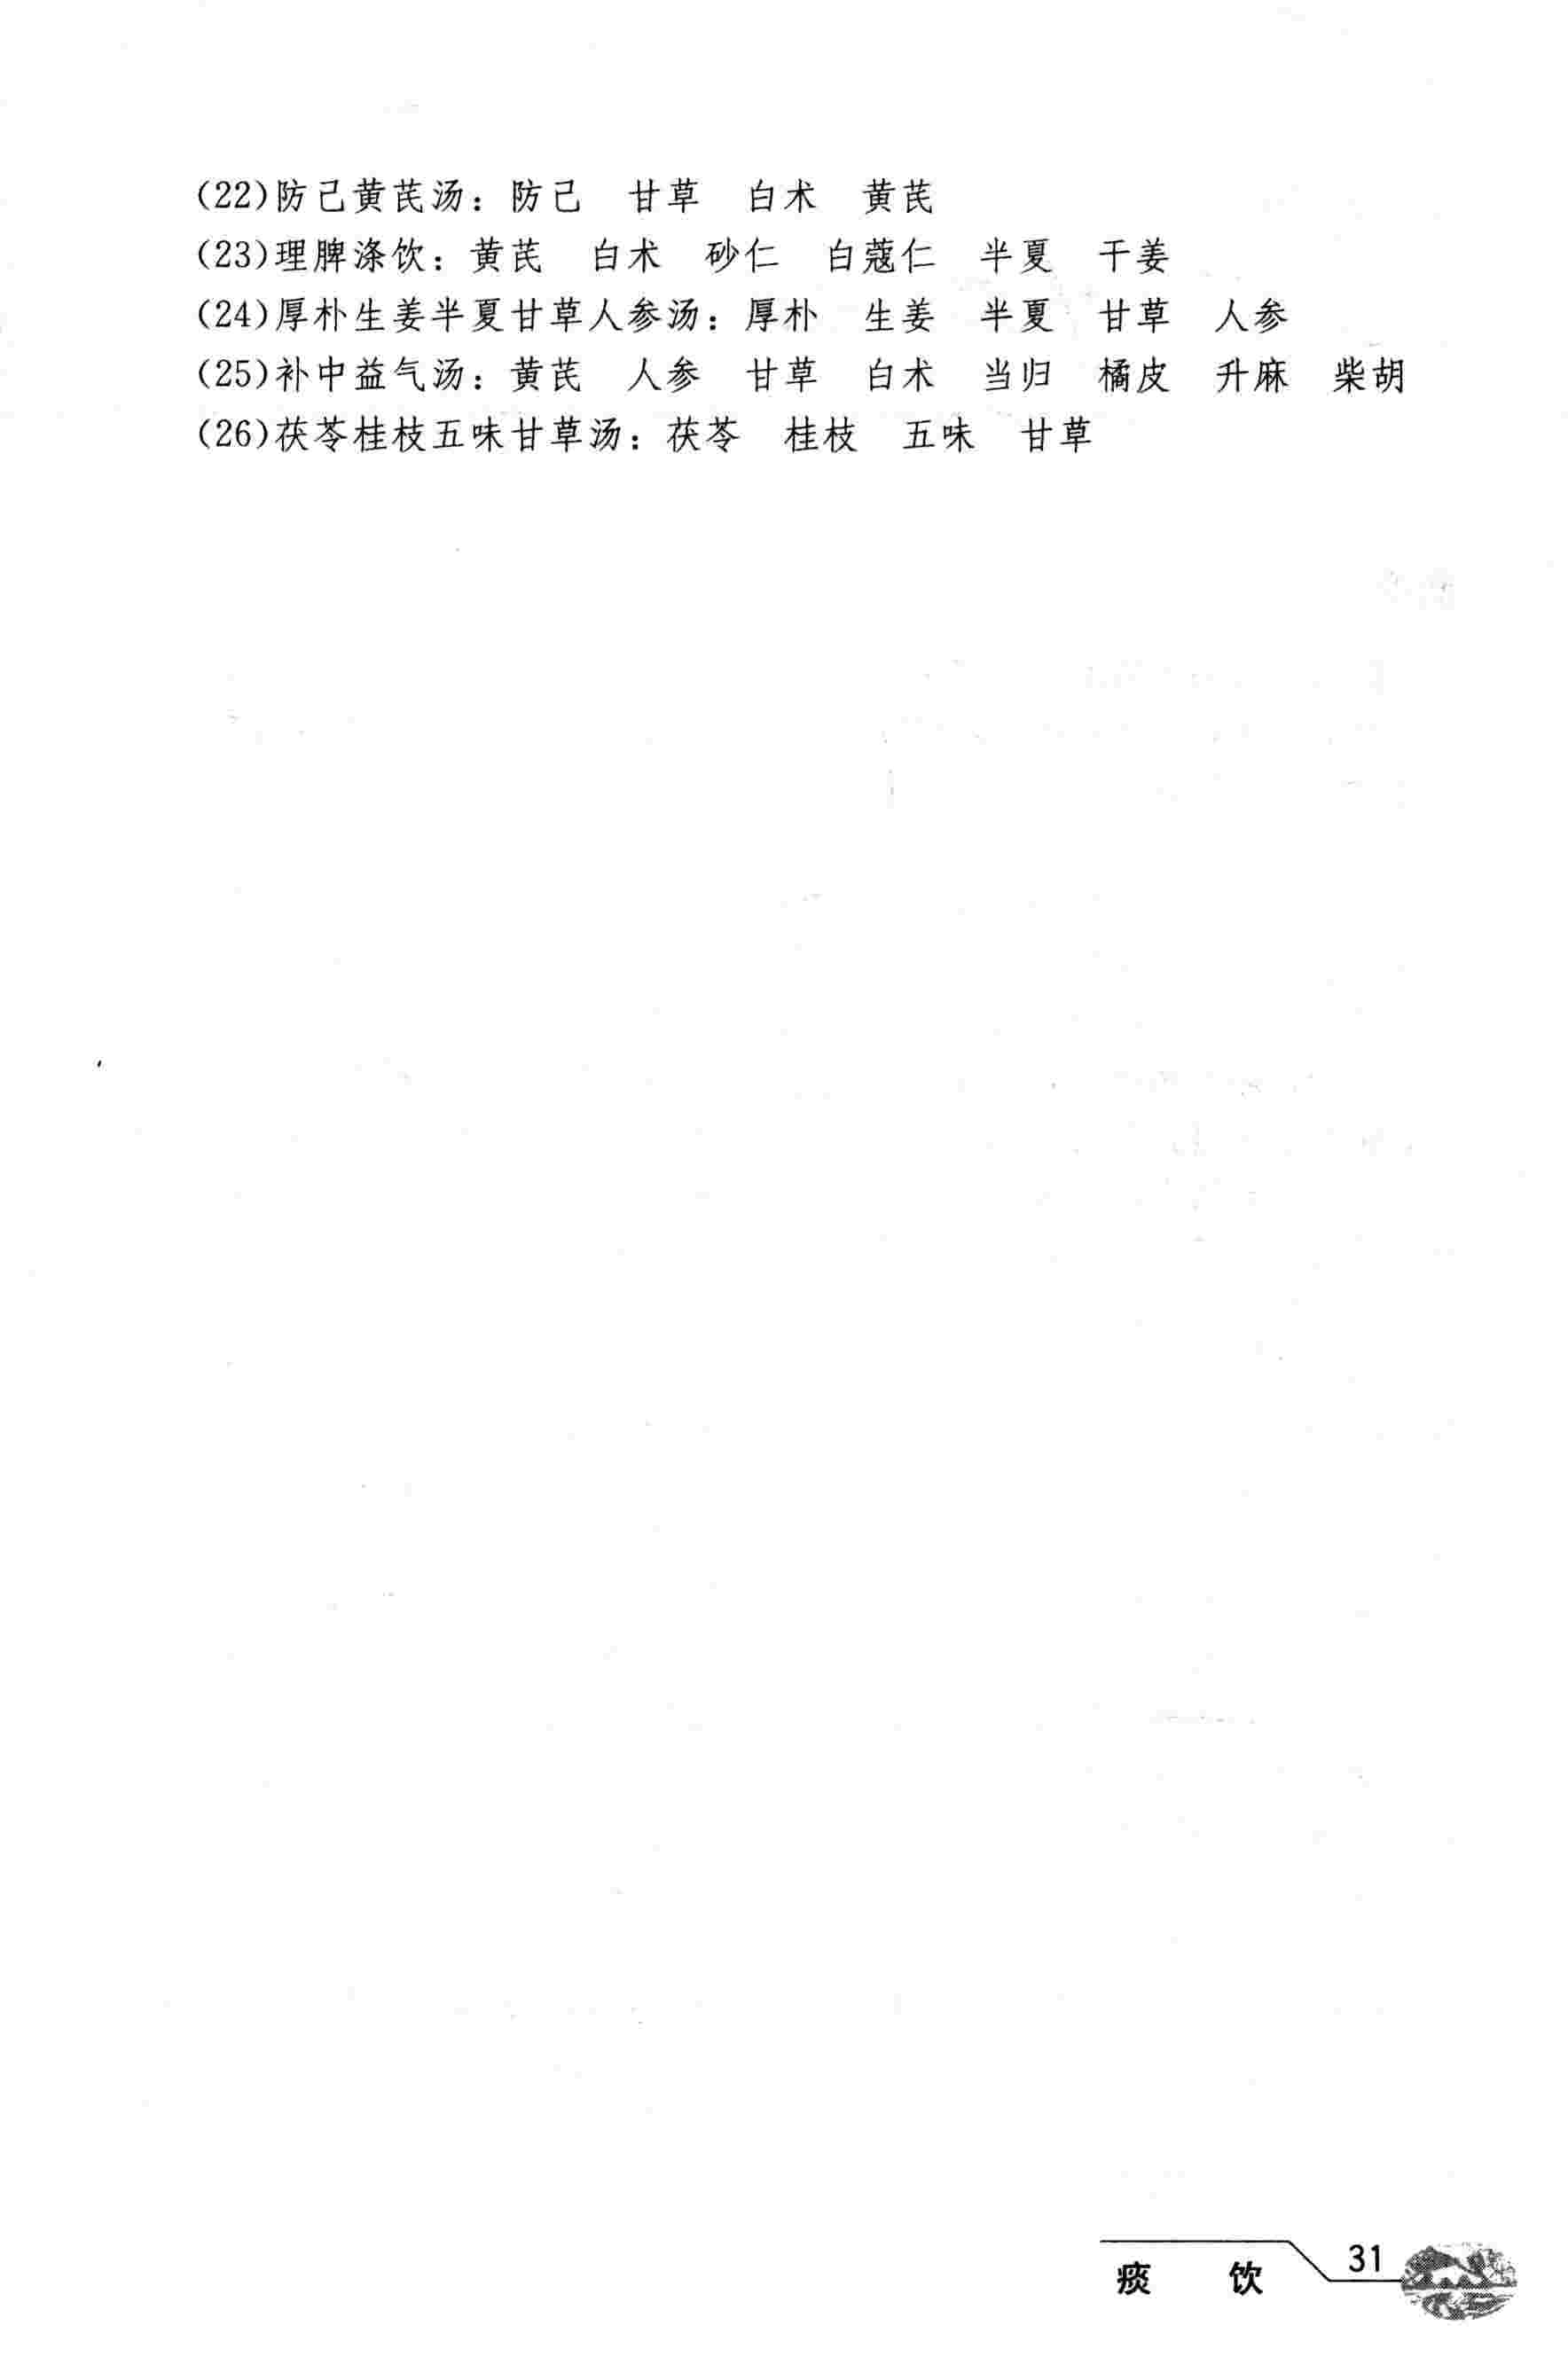 (22)防己黄芪汤：防己　甘草　白术　黄芪
(23)理脾涤饮：黄芪　白术　砂仁　白蔻仁　半夏　干姜
(24)厚朴生姜半夏甘草人参汤：厚朴　生姜　半夏　甘草　人参
(25)补中益气汤：黄芪　人参　甘草　白术　当归　橘皮　升麻　柴胡
(26)茯苓桂枝五味甘草汤：茯苓　桂枝　五味　甘草
痰　饮　31